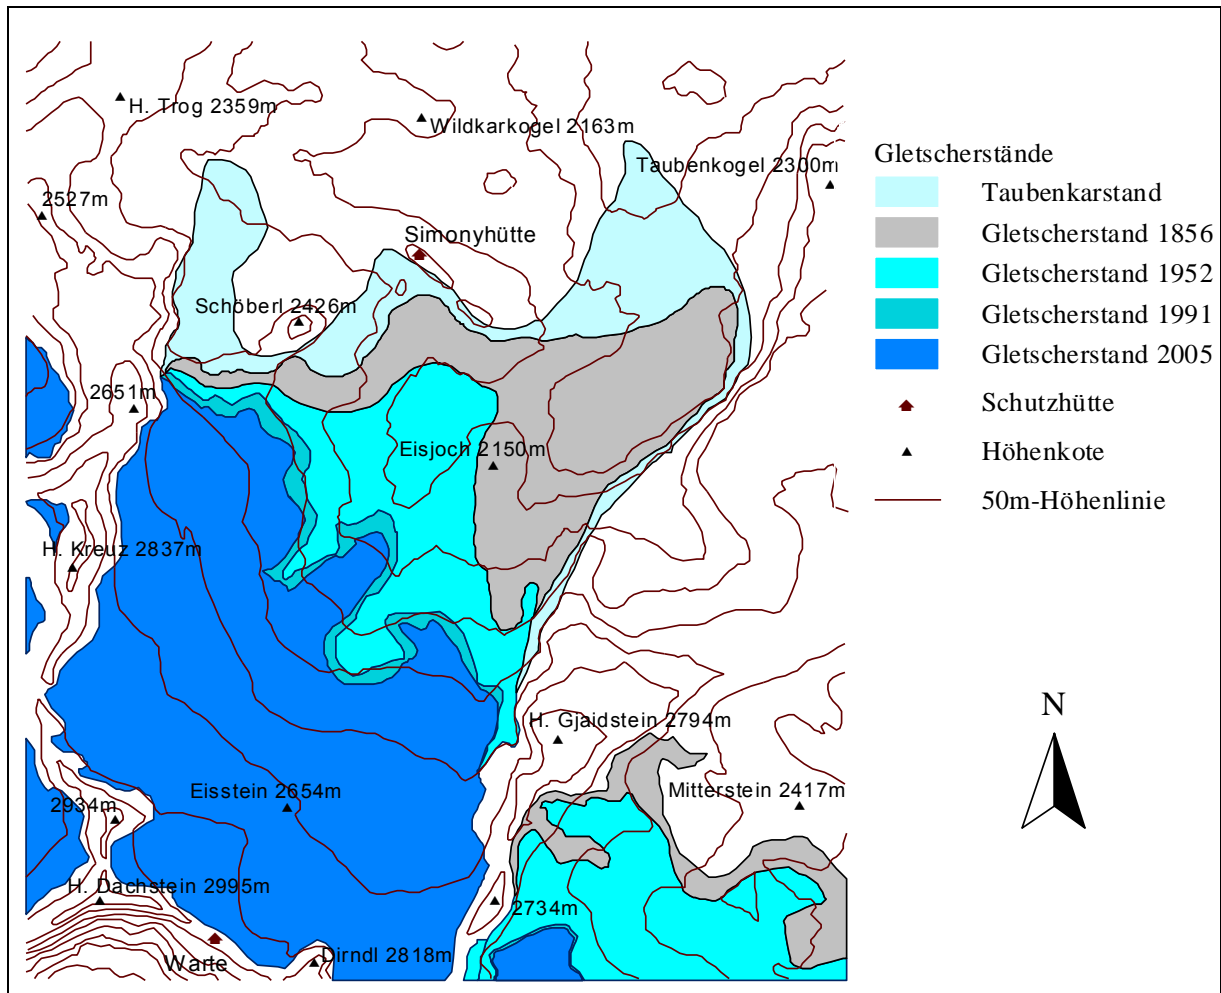 H. Trog 2359m
Wildkarkogel 2163m
Taubenkogel 2300m
2527m
Simonyhütte
Schöberl 2426m
2651m
Eisjoch 2150m
H. Kreuz 2837m
H. Gjaidstein 2794m
Eisstein 2654m
Mitterstein 2417m
2934m
H. Dachstein 2995m
2734m
Warte
Dirndl 2818m
Gletscherstände
Taubenkarstand
Gletscherstand 1856
Gletscherstand 1952
Gletscherstand 1991
Gletscherstand 2005
Schutzhütte
Höhenkote
50m-Höhenlinie
N